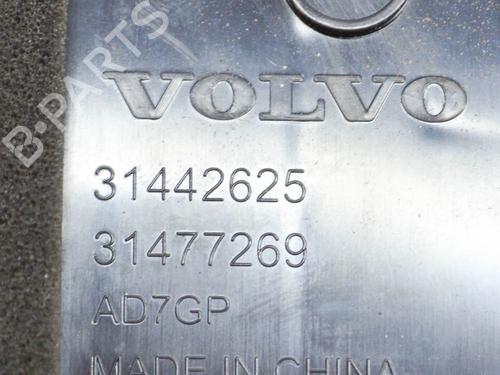 B-PARTS
VOLVO
31442625
31477269
AD7GP
MADE IN CHINA